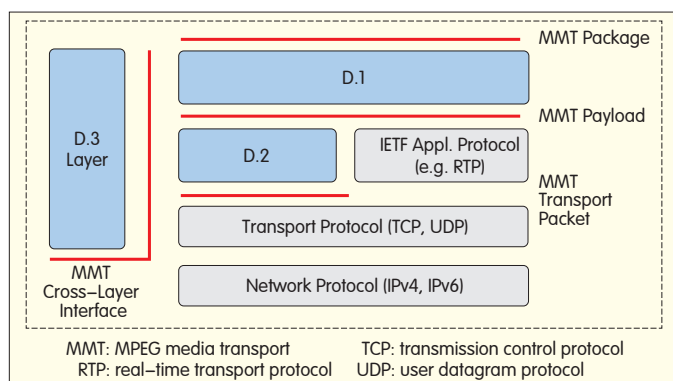 MMT Package
D.1
D.3
Layer
MMT Payload
D.2
IETF Appl. Protocol
(e.g. RTP)
MMT
Transport
Packet
Transport Protocol (TCP, UDP)
MMT
Cross–Layer
Interface
Network Protocol (IPv4, IPv6)
MMT: MPEG media transport
TCP: transmission control protocol
RTP: real–time transport protocol
UDP: user datagram protocol